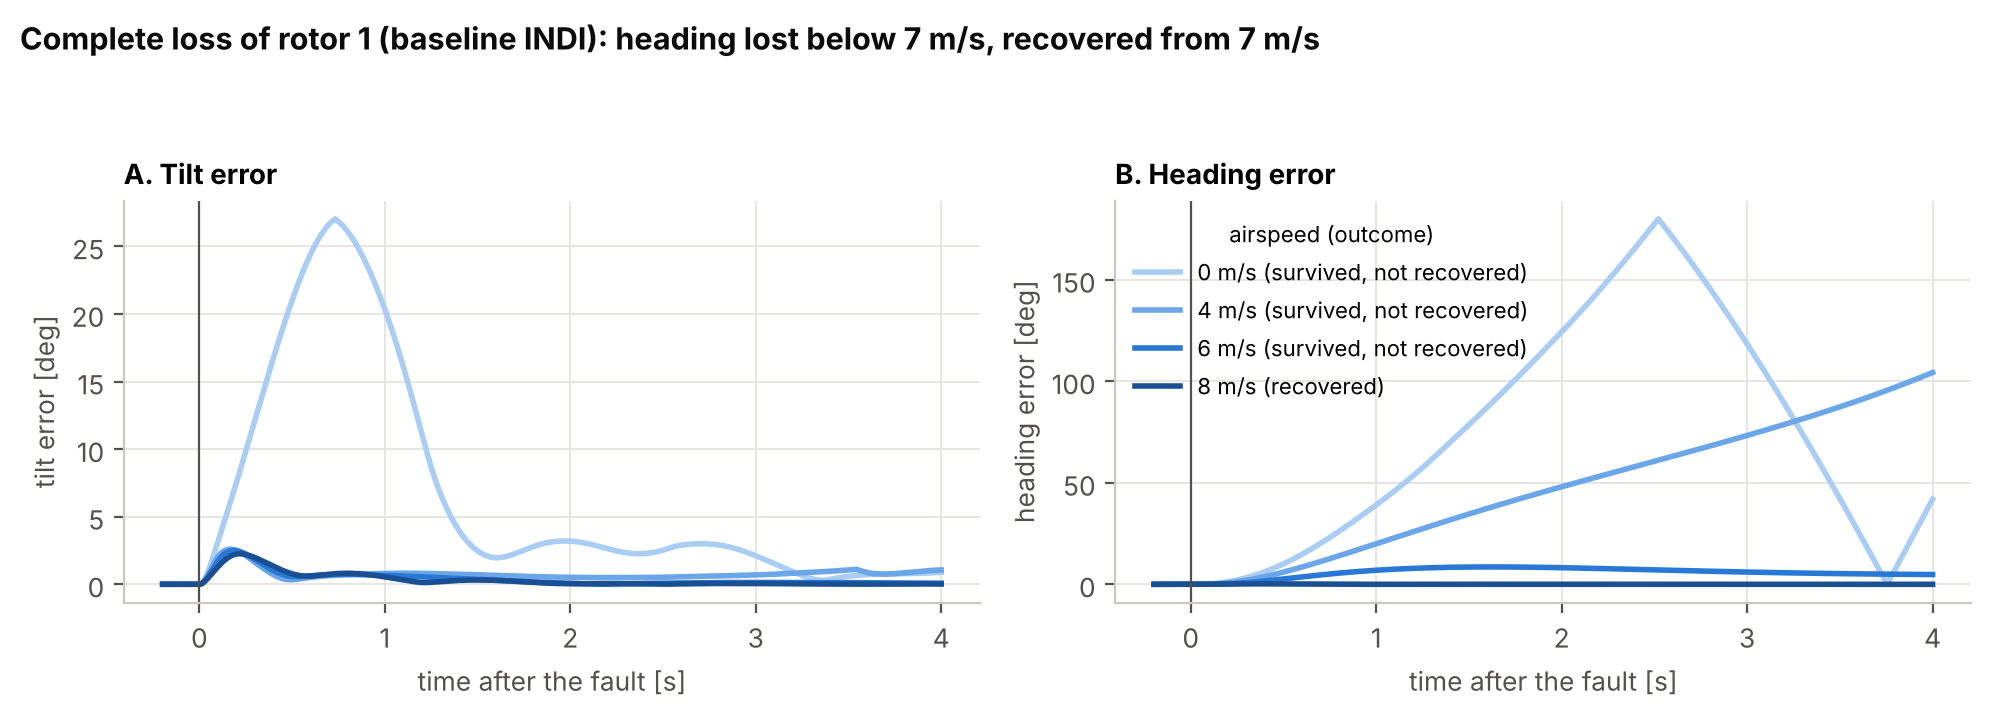 Complete loss of rotor 1 (baseline INDI): heading lost below 7 m/s, recovered from 7 m/s
A. Tilt error
tilt error [deg]
25
20
15
10
5
0
0 1 2 3 4
time after the fault [s]
B. Heading error
heading error [deg]
150
100
50
0
airspeed (outcome)
0 m/s (survived, not recovered)
4 m/s (survived, not recovered)
6 m/s (survived, not recovered)
8 m/s (recovered)
0 1 2 3 4
time after the fault [s]